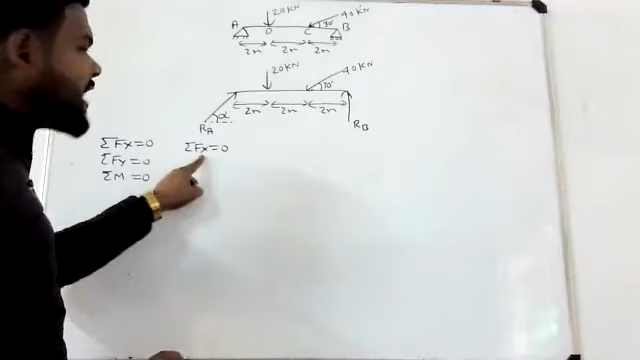 20KN
40KN
A D C 30° B
2m 2m 2m
20KN
40KN
30°
2m 2m 2m
α
RA
RB
ΣFx=0 ΣFx=0
ΣFy=0
ΣM=0